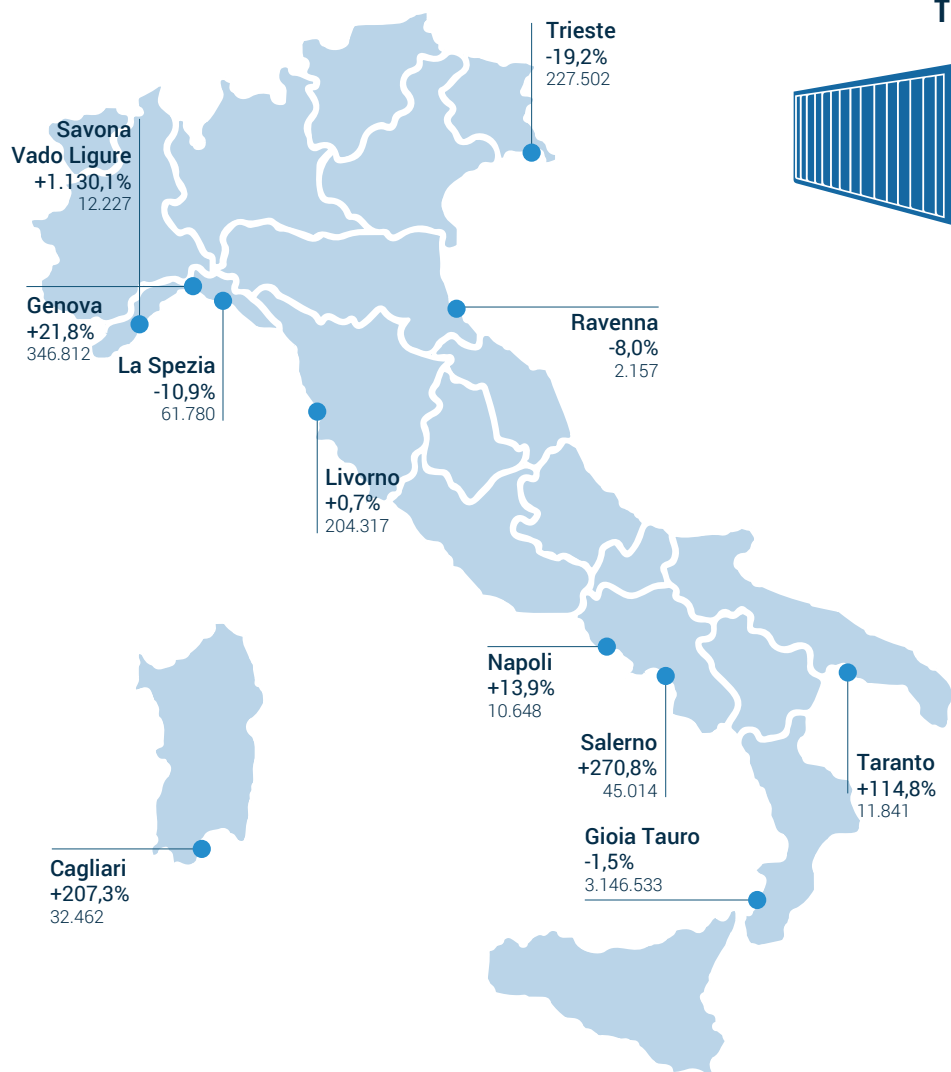 T
Trieste
-19,2%
227.502
Savona
Vado Ligure
+1.130,1%
12.227
Genova
+21,8%
346.812
La Spezia
-10,9%
61.780
Ravenna
-8,0%
2.157
Livorno
+0,7%
204.317
Napoli
+13,9%
10.648
Salerno
+270,8%
45.014
Taranto
+114,8%
11.841
Gioia Tauro
-1,5%
3.146.533
Cagliari
+207,3%
32.462